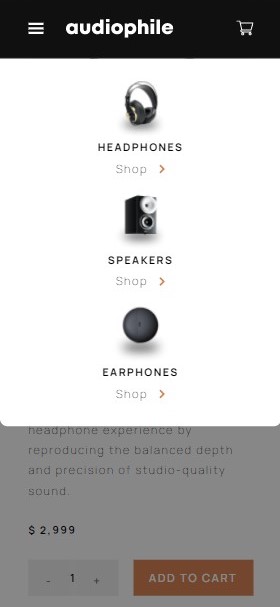 audiophile
HEADPHONES
Shop
SPEAKERS
Shop
EARPHONES
Shop
headphone experience by
reproducing the balanced depth
and precision of studio-quality
sound.
$ 2,999
- 1 +
ADD TO CART